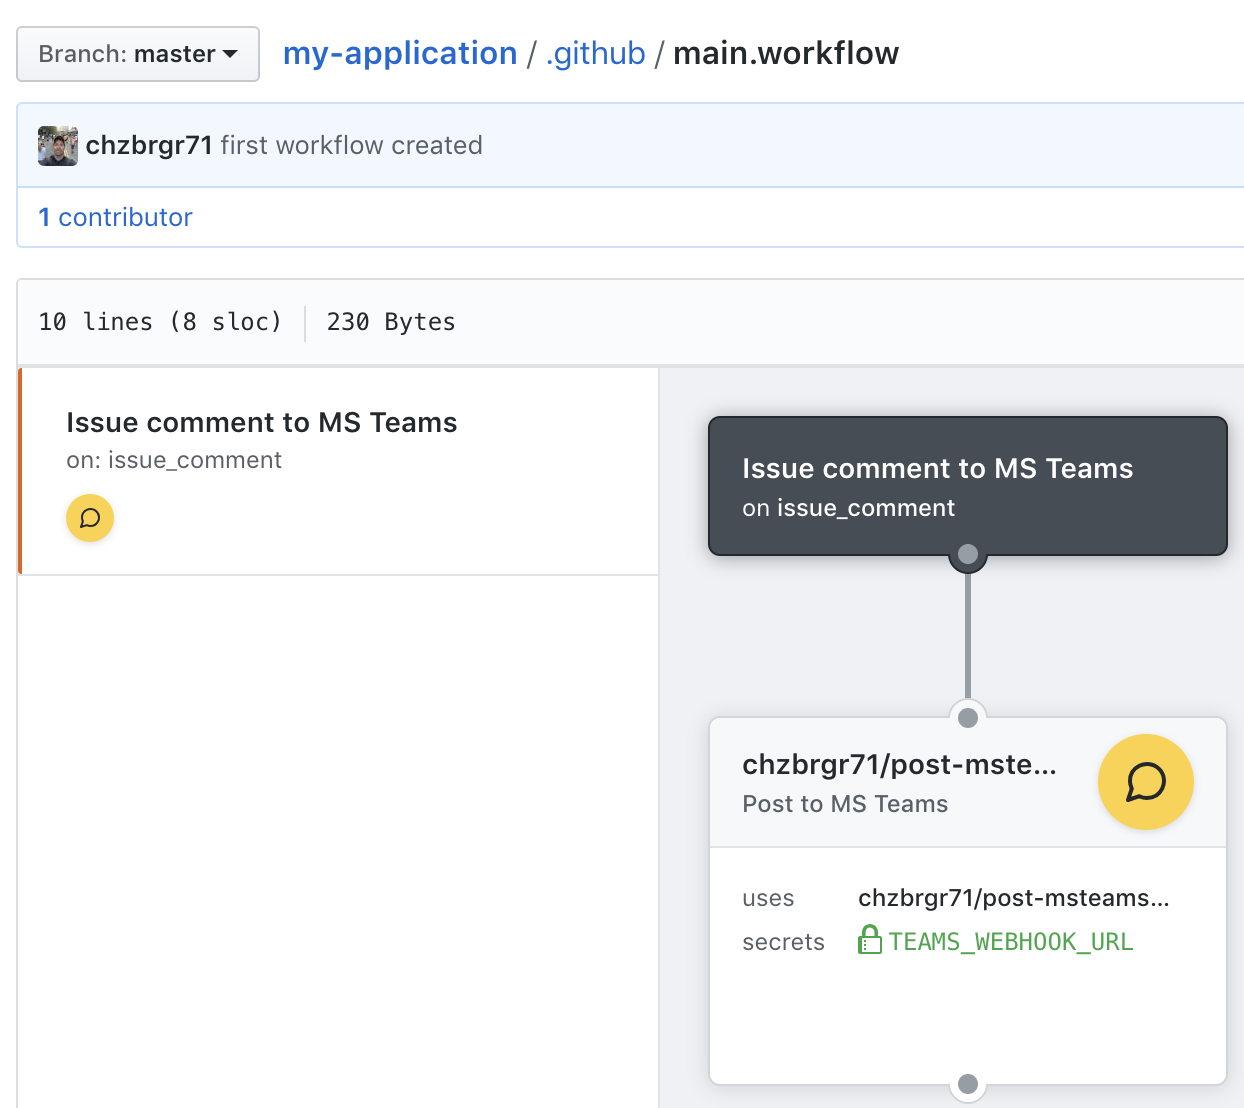 Branch: master my-application / .github / main.workflow
chzbrgr71 first workflow created
1 contributor
10 lines (8 sloc) 230 Bytes
Issue comment to MS Teams
on: issue_comment
Issue comment to MS Teams
on issue_comment
chzbrgr71/post-mste...
Post to MS Teams
uses chzbrgr71/post-msteams...
secrets TEAMS_WEBHOOK_URL